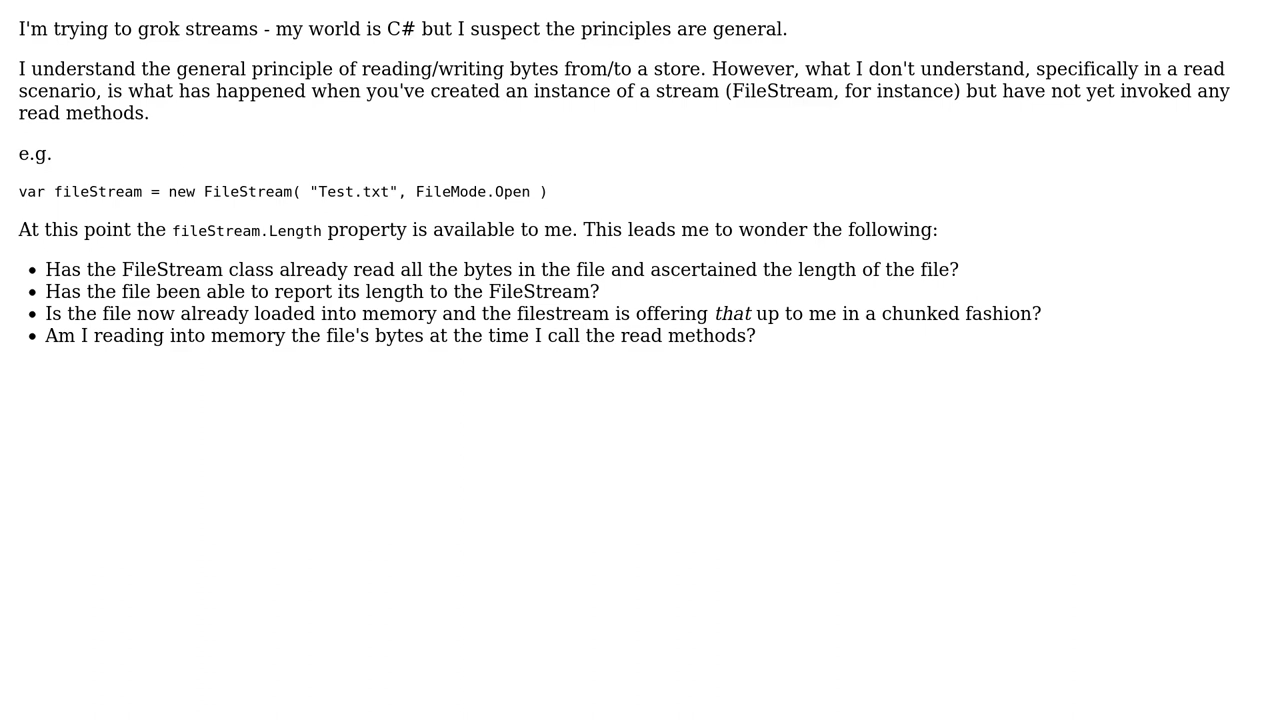 I'm trying to grok streams - my world is C# but I suspect the principles are general.
I understand the general principle of reading/writing bytes from/to a store. However, what I don't understand, specifically in a read
scenario, is what has happened when you've created an instance of a stream (FileStream, for instance) but have not yet invoked any
read methods.
e.g.
var fileStream = new FileStream( "Test.txt", FileMode.Open )
At this point the fileStream.Length property is available to me. This leads me to wonder the following:
• Has the FileStream class already read all the bytes in the file and ascertained the length of the file?
• Has the file been able to report its length to the FileStream?
• Is the file now already loaded into memory and the filestream is offering that up to me in a chunked fashion?
• Am I reading into memory the file's bytes at the time I call the read methods?